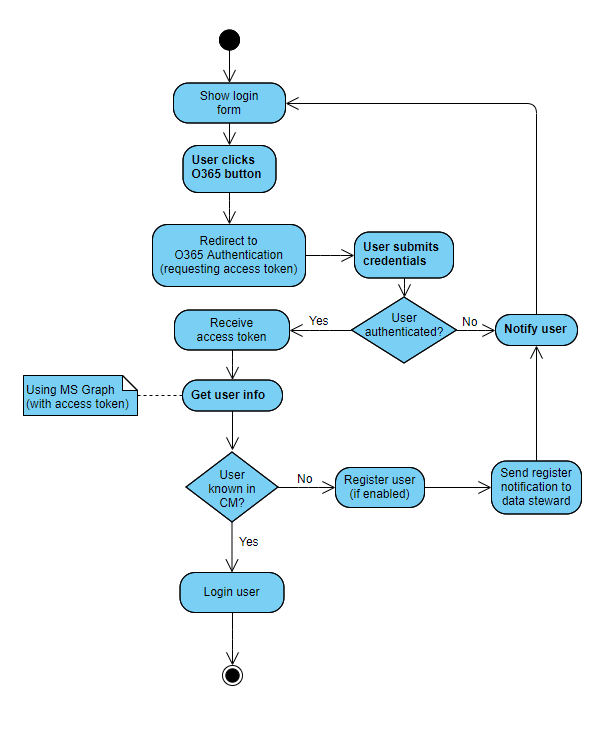 Show login
form
User clicks
O365 button
Redirect to
O365 Authentication
(requesting access token)
User submits
credentials
User
authenticated?
Yes
No
Receive
access token
Notify user
Using MS Graph
(with access token)
Get user info
User
known in
CM?
No
Register user
(if enabled)
Send register
notification to
data steward
Yes
Login user